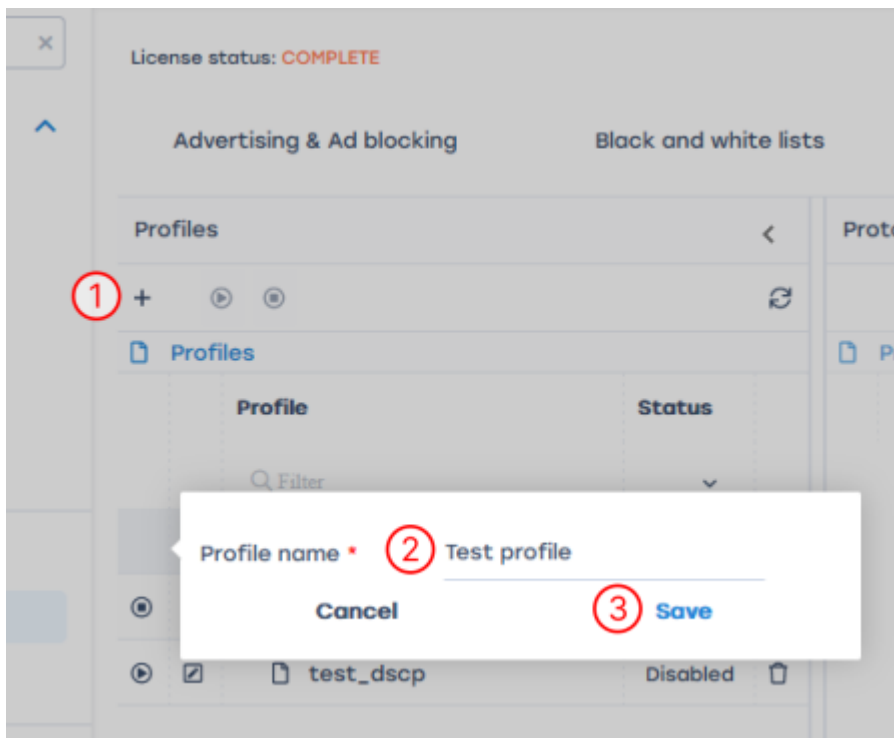 License status: COMPLETE
Advertising & Ad blocking Black and white lists
Profiles
1
Profiles
Profile Status
Filter
Profile name * 2 Test profile
Cancel 3 Save
test_dscp Disabled